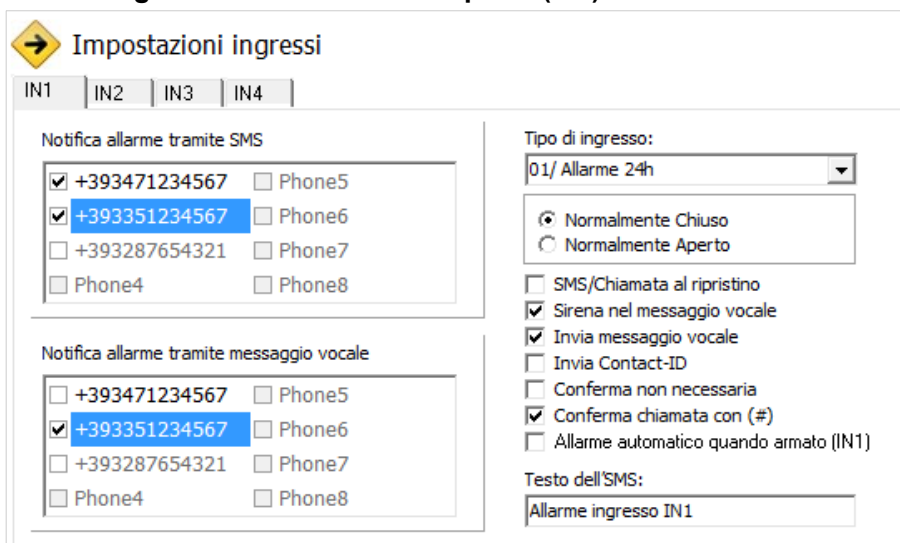 Impostazioni ingressi
IN1 IN2 IN3 IN4
Notifica allarme tramite SMS
+393471234567 Phone5
+393351234567 Phone6
+393287654321 Phone7
Phone4 Phone8
Notifica allarme tramite messaggio vocale
+393471234567 Phone5
+393351234567 Phone6
+393287654321 Phone7
Phone4 Phone8
Tipo di ingresso:
01/ Allarme 24h
Normalmente Chiuso
Normalmente Aperto
SMS/Chiamata al ripristino
Sirena nel messaggio vocale
Invia messaggio vocale
Invia Contact-ID
Conferma non necessaria
Conferma chiamata con (#)
Allarme automatico quando armato (IN1)
Testo dell'SMS:
Allarme ingresso IN1